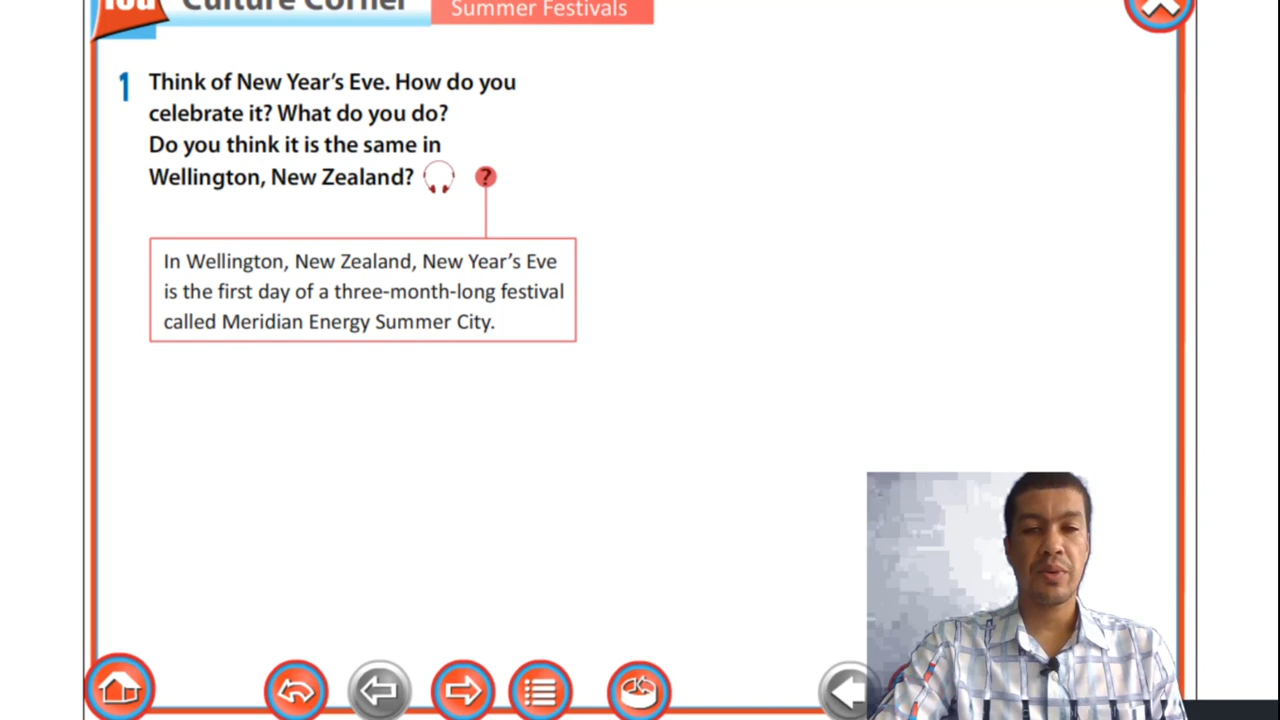 10d Culture Corner
Summer Festivals
1 Think of New Year's Eve. How do you
celebrate it? What do you do?
Do you think it is the same in
Wellington, New Zealand? ?
In Wellington, New Zealand, New Year's Eve
is the first day of a three-month-long festival
called Meridian Energy Summer City.